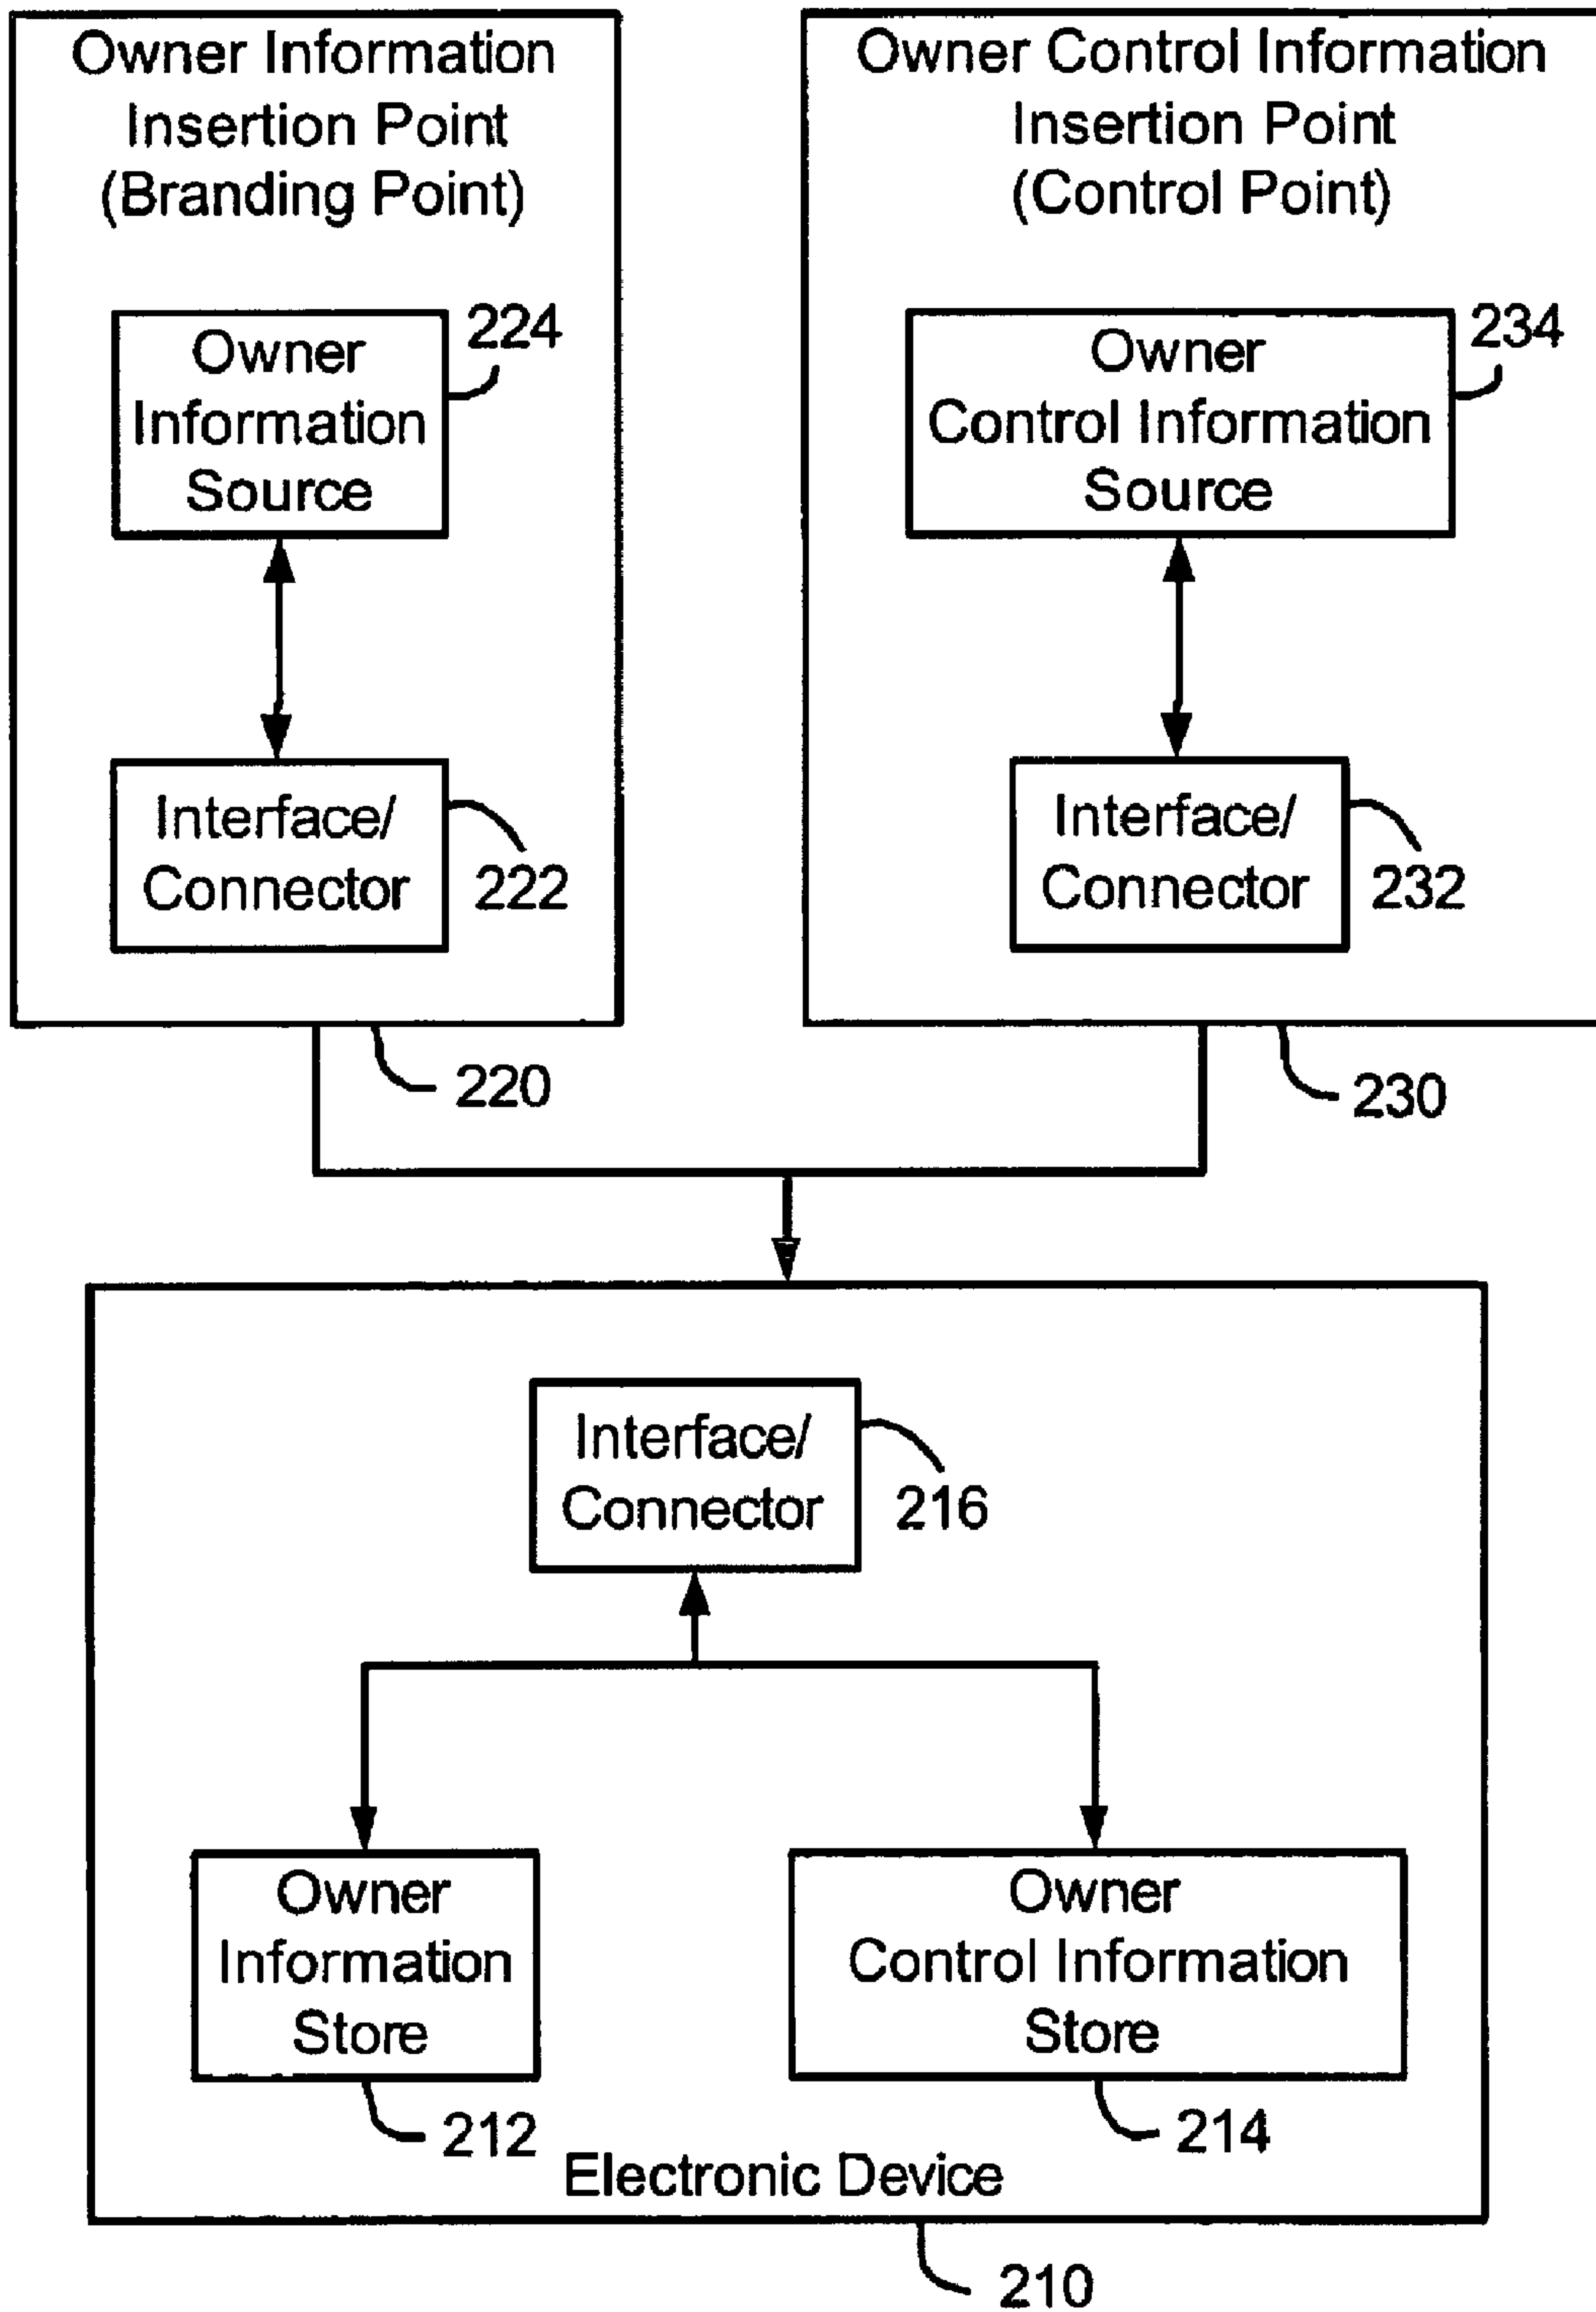 Owner Information
Insertion Point
(Branding Point)
224
Owner
Information
Source
Interface/
Connector
222
220
Owner Control Information
Insertion Point
(Control Point)
234
Owner
Control Information
Source
Interface/
Connector
232
230
Interface/
Connector
216
Owner
Information
Store
212
Owner
Control Information
Store
214
Electronic Device
210